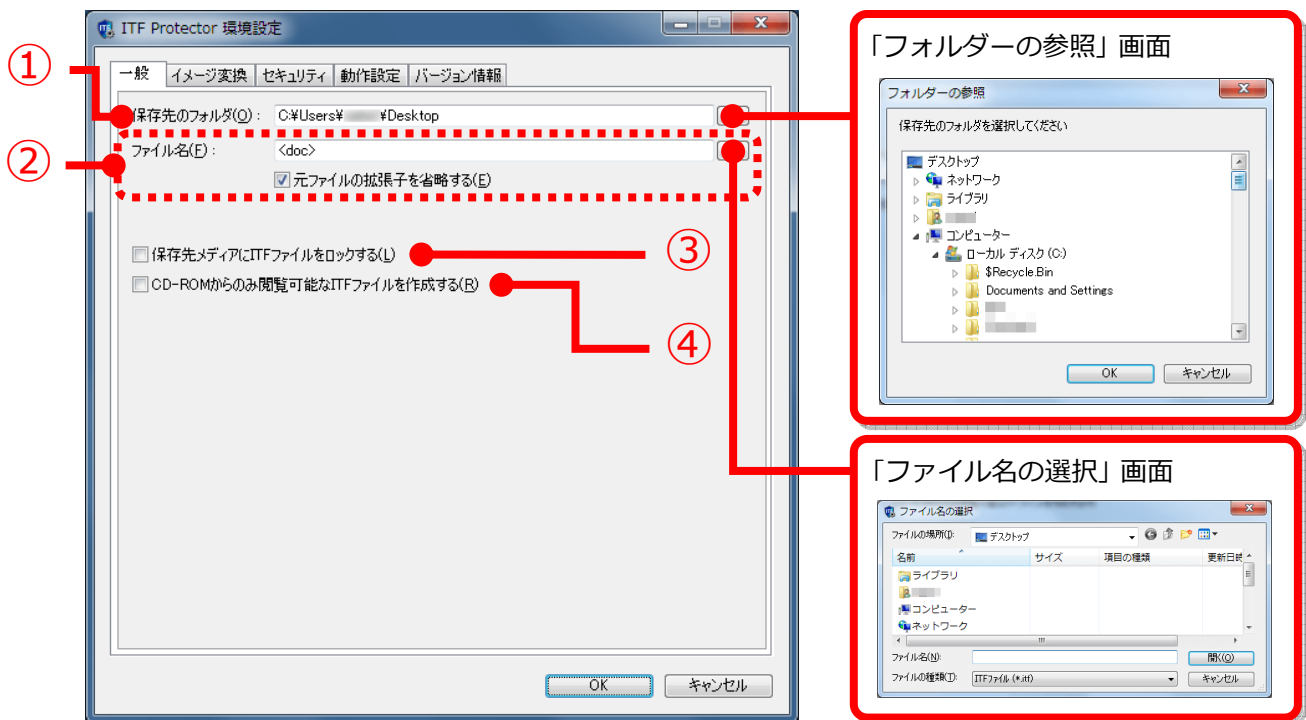 ITF Protector 環境設定
一般 イメージ変換 セキュリティ 動作設定 バージョン情報
① 保存先のフォルダ(O): C:¥Users¥ ¥Desktop
② ファイル名(F): <doc>
元ファイルの拡張子を省略する(E)
保存先メディアにITFファイルをロックする(L) ③
CD-ROMからのみ閲覧可能なITFファイルを作成する(R)
④
OK キャンセル
「フォルダーの参照」画面
フォルダーの参照
保存先のフォルダを選択してください
デスクトップ
ネットワーク
ライブラリ
コンピューター
ローカル ディスク (C:)
$Recycle.Bin
Documents and Settings
OK キャンセル
「ファイル名の選択」画面
ファイル名の選択
ファイルの場所(I): デスクトップ
名前 サイズ 項目の種類 更新日時
ライブラリ
コンピューター
ネットワーク
ファイル名(N): 開く(O)
ファイルの種類(T): ITFファイル (*.itf) キャンセル